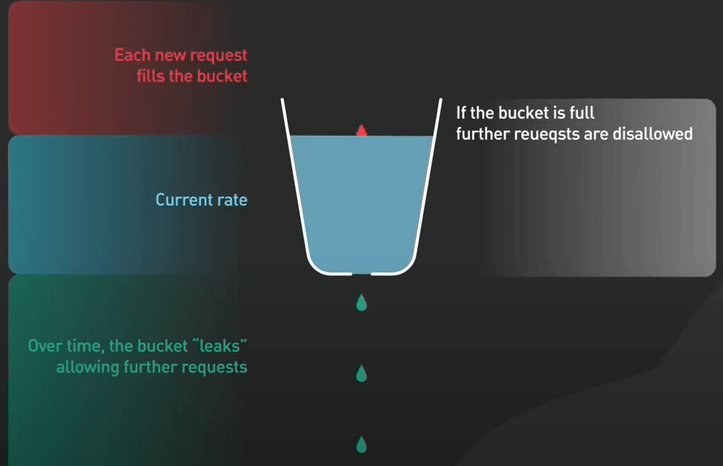 Each new request
fills the bucket
If the bucket is full
further reueqsts are disallowed
Current rate
Over time, the bucket “leaks”
allowing further requests